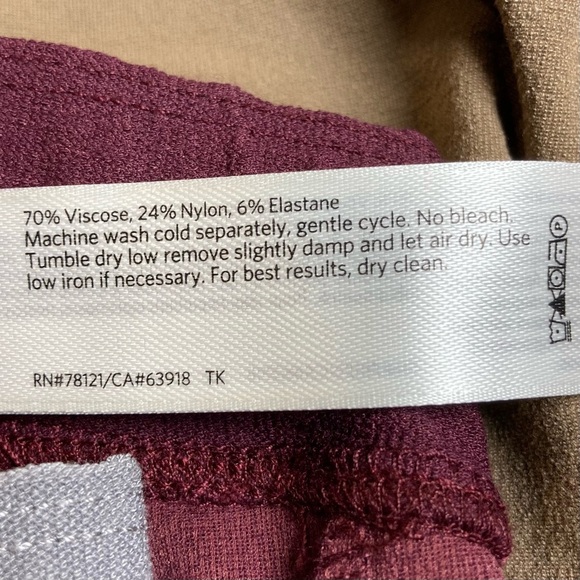 70% Viscose, 24% Nylon, 6% Elastane
Machine wash cold separately, gentle cycle. No bleach.
Tumble dry low remove slightly damp and let air dry. Use
low iron if necessary. For best results, dry clean.
RN#78121/CA#63918 TK
P